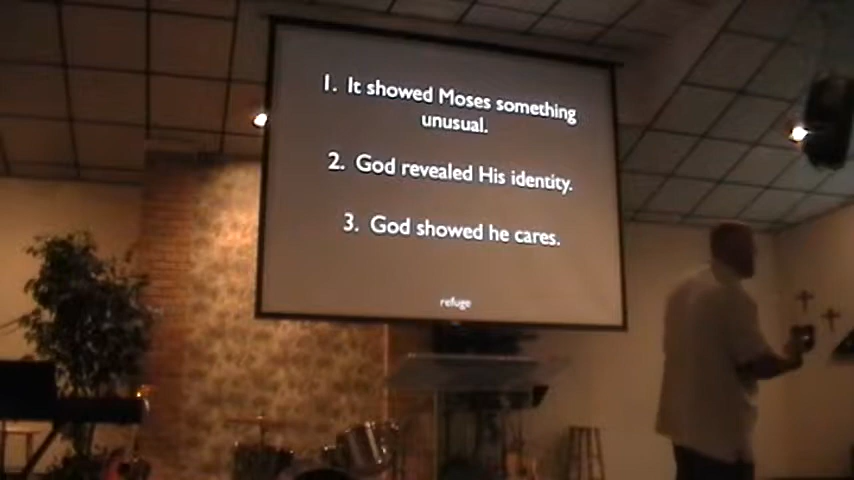 1. It showed Moses something
unusual.
2. God revealed His identity.
3. God showed he cares.
refuge